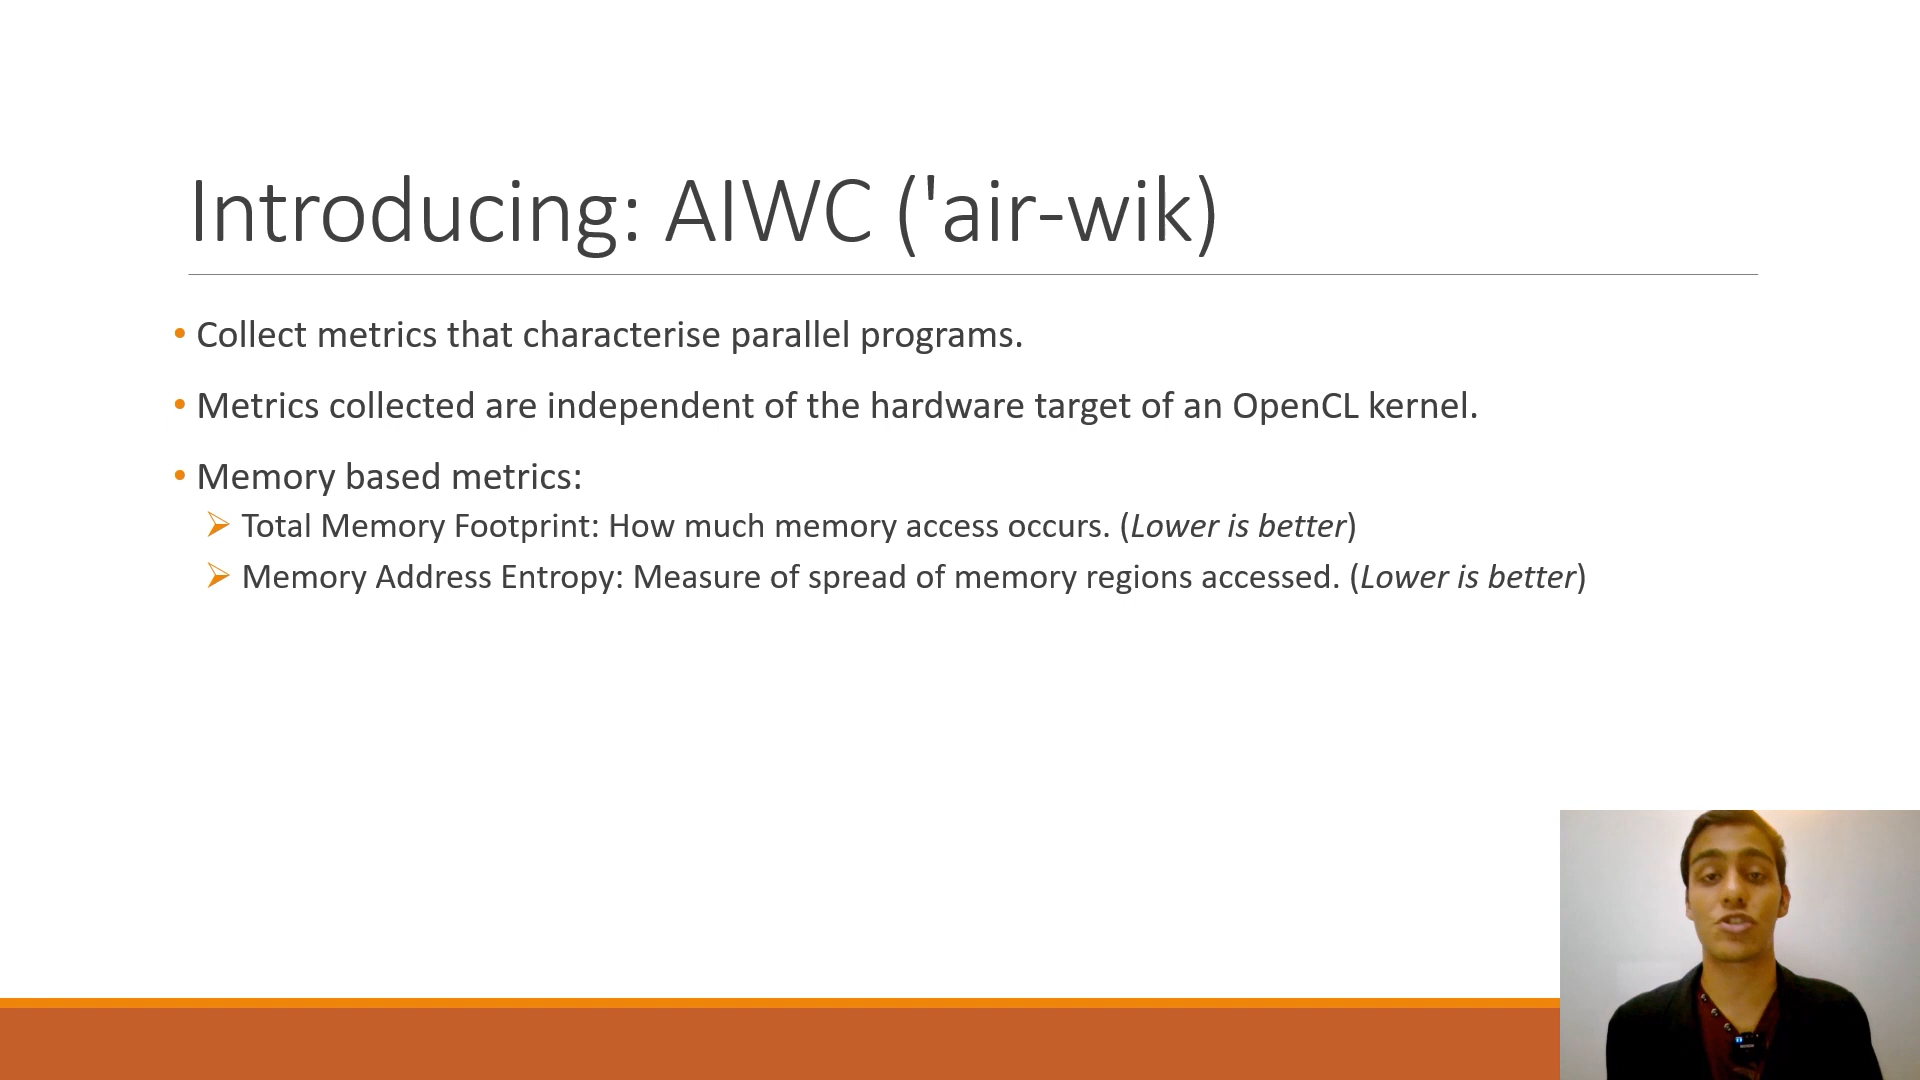 Introducing: AIWC ('air-wik)
• Collect metrics that characterise parallel programs.
• Metrics collected are independent of the hardware target of an OpenCL kernel.
• Memory based metrics:
➢ Total Memory Footprint: How much memory access occurs. (Lower is better)
➢ Memory Address Entropy: Measure of spread of memory regions accessed. (Lower is better)